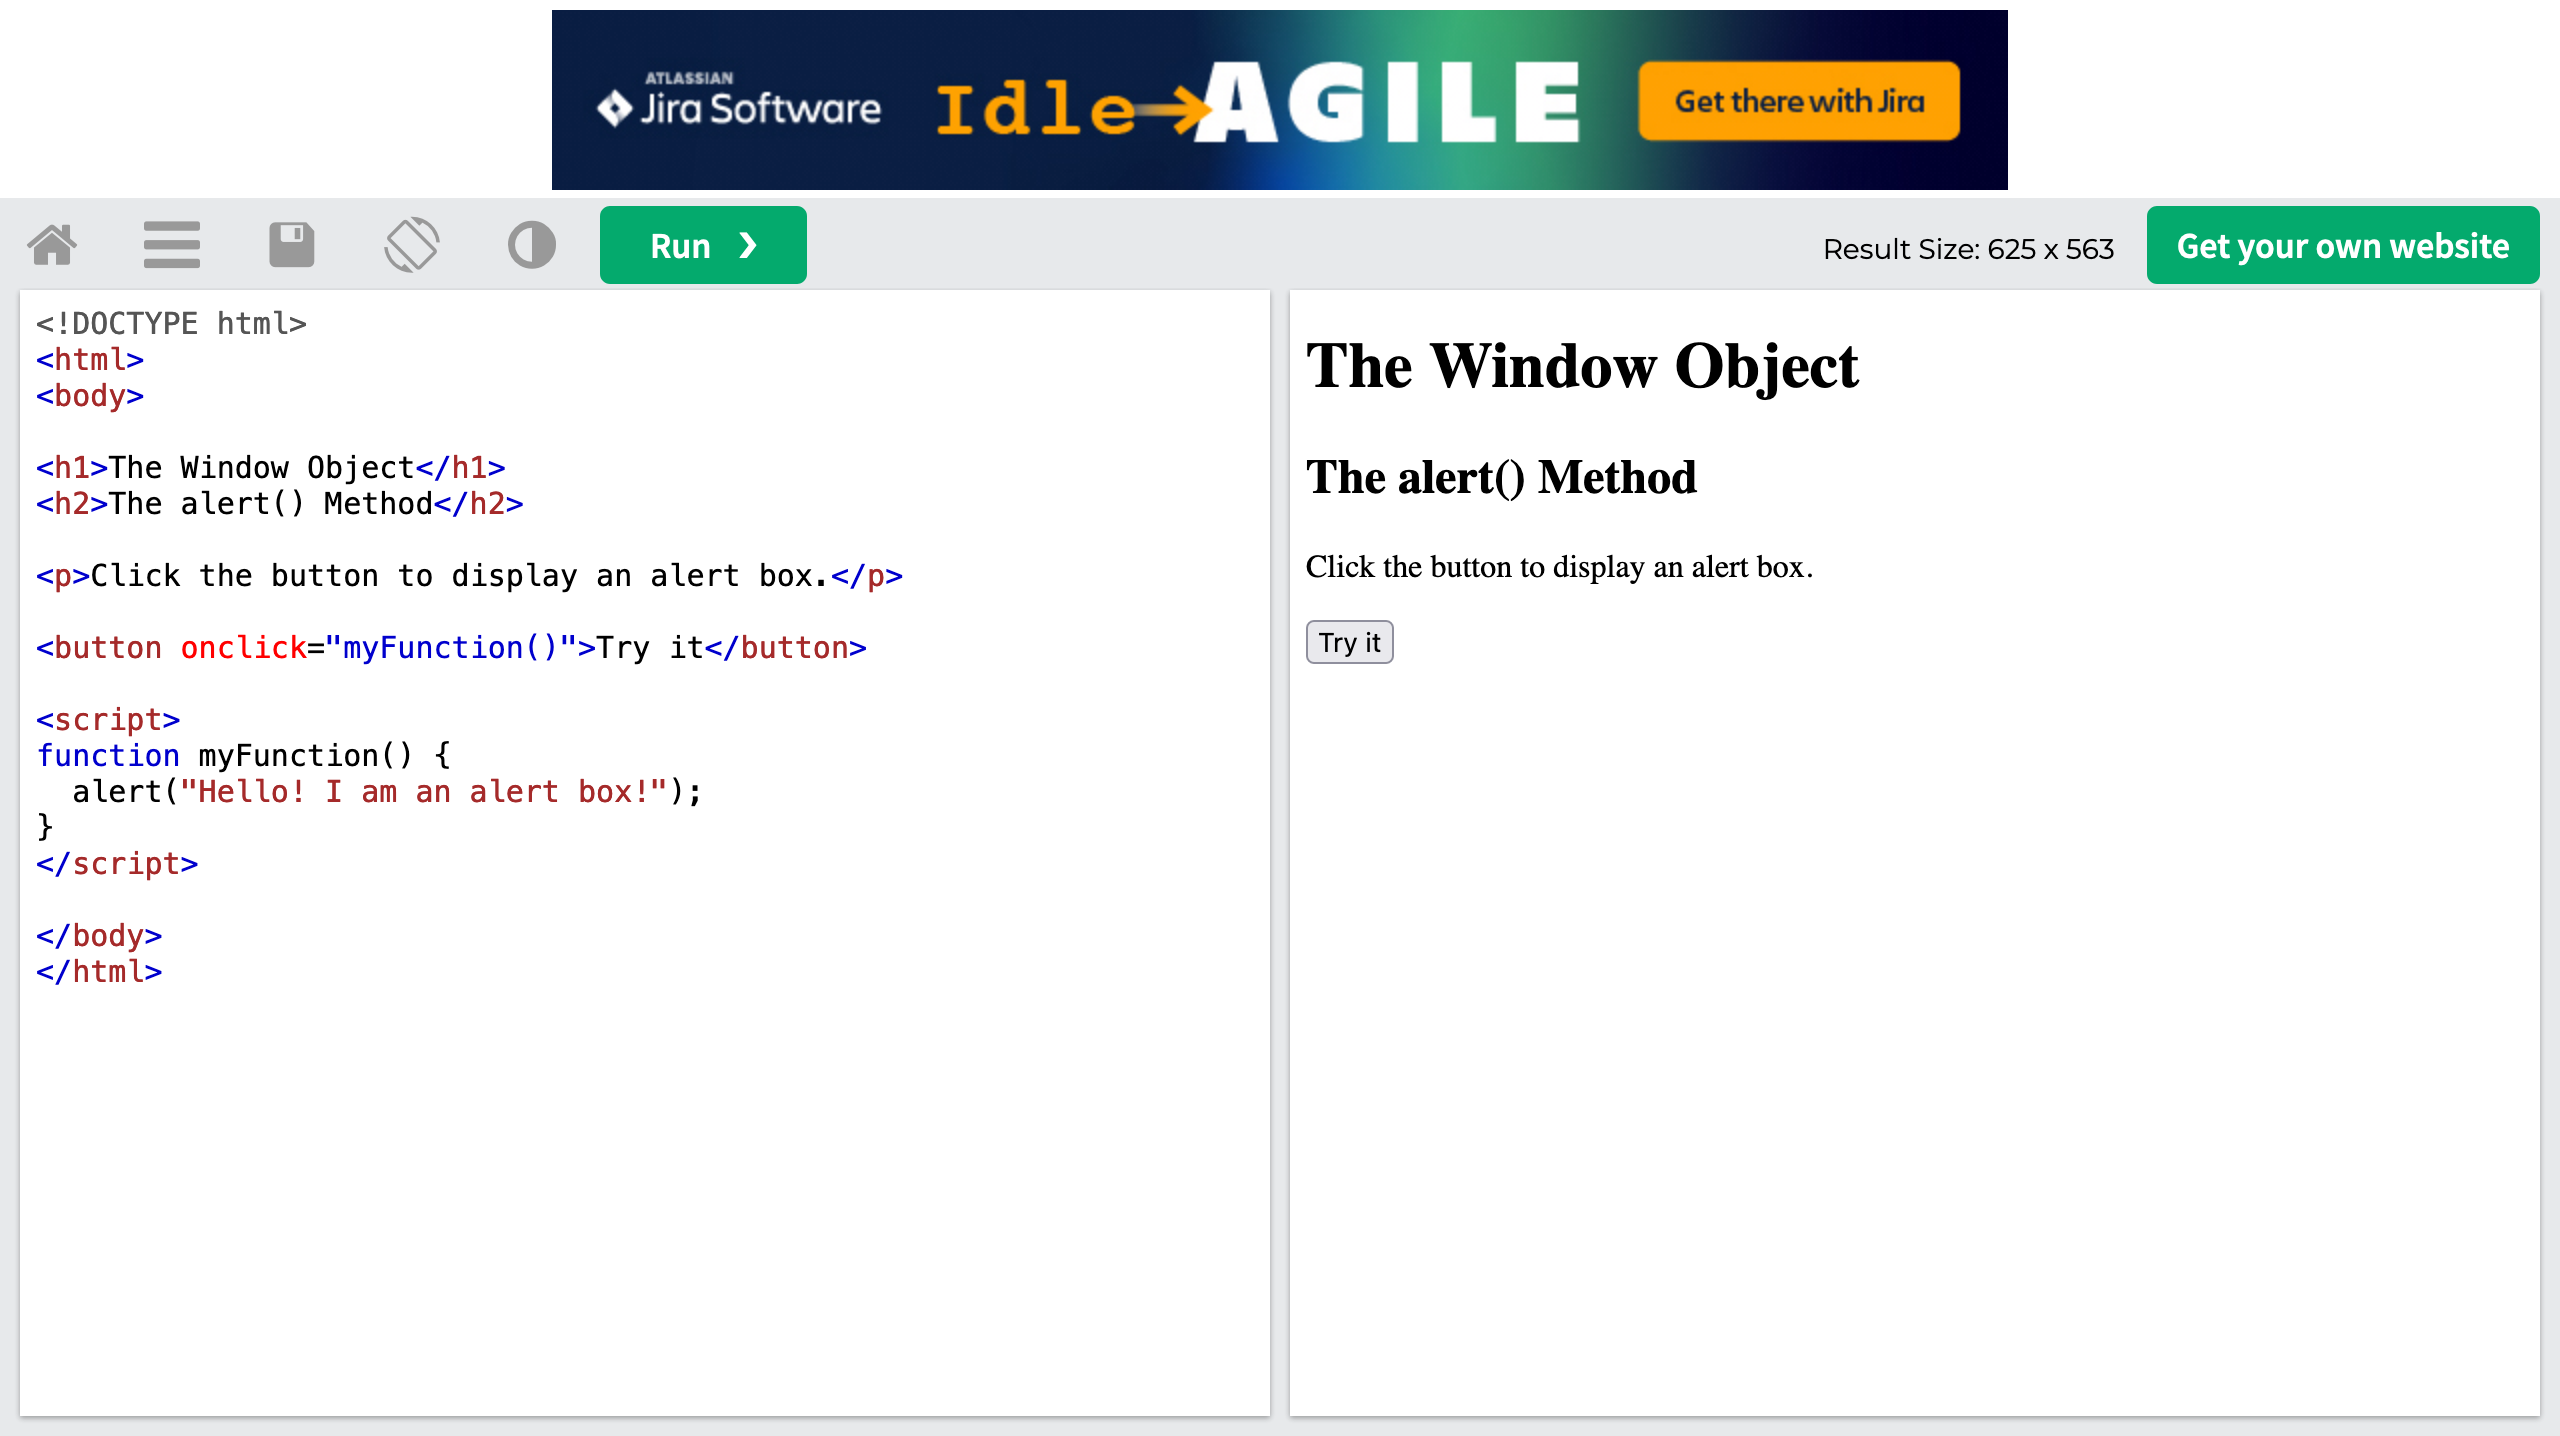 ATLASSIAN
Jira Software
Idle→AGILE
Get there with Jira
Run ❯
Result Size: 625 x 563
Get your own website
<!DOCTYPE html>
<html>
<body>
<h1>The Window Object</h1>
<h2>The alert() Method</h2>
<p>Click the button to display an alert box.</p>
<button onclick="myFunction()">Try it</button>
<script>
function myFunction() {
  alert("Hello! I am an alert box!");
}
</script>
</body>
</html>
The Window Object
The alert() Method
Click the button to display an alert box.
Try it